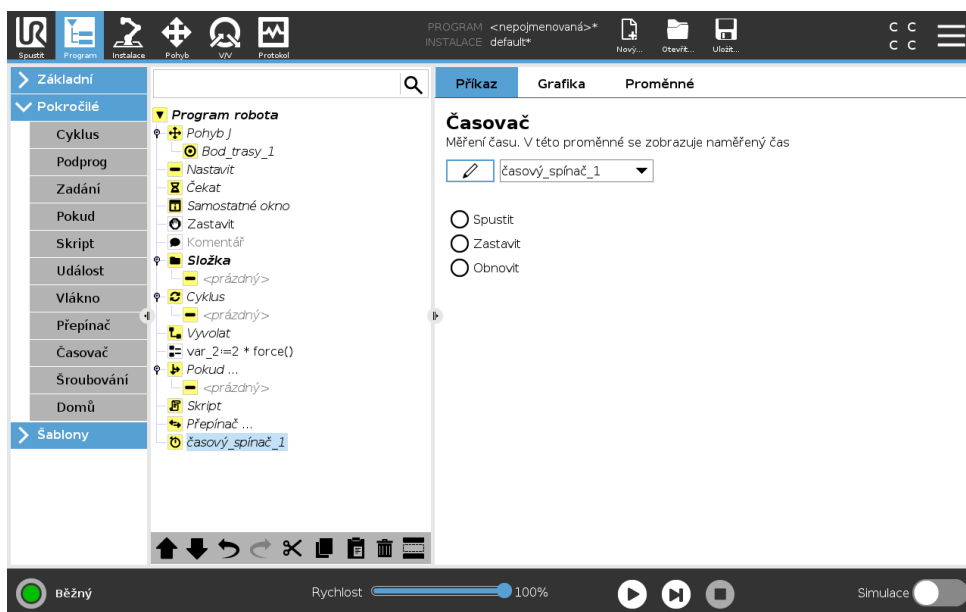 UR
PROGRAM <nepojmenovaná>*
INSTALACE default*
C C
C C
Spustit Program Instalace Pohyb V/V Protokol Nový... Otevřít... Uložit...
Základní
Pokročilé
Cyklus
Podprog
Zadání
Pokud
Skript
Událost
Vlákno
Přepínač
Časovač
Šroubování
Domů
Šablony
Program robota
Pohyb J
Bod_trasy_1
Nastavit
Čekat
Samostatné okno
Zastavit
Komentář
Složka
<prázdný>
Cyklus
<prázdný>
Vyvolat
var_2:=2 * force()
Pokud ...
<prázdný>
Skript
Přepínač ...
časový_spínač_1
Příkaz Grafika Proměnné
Časovač
Měření času. V této proměnné se zobrazuje naměřený čas
časový_spínač_1
Spustit
Zastavit
Obnovit
Běžný Rychlost 100% Simulace